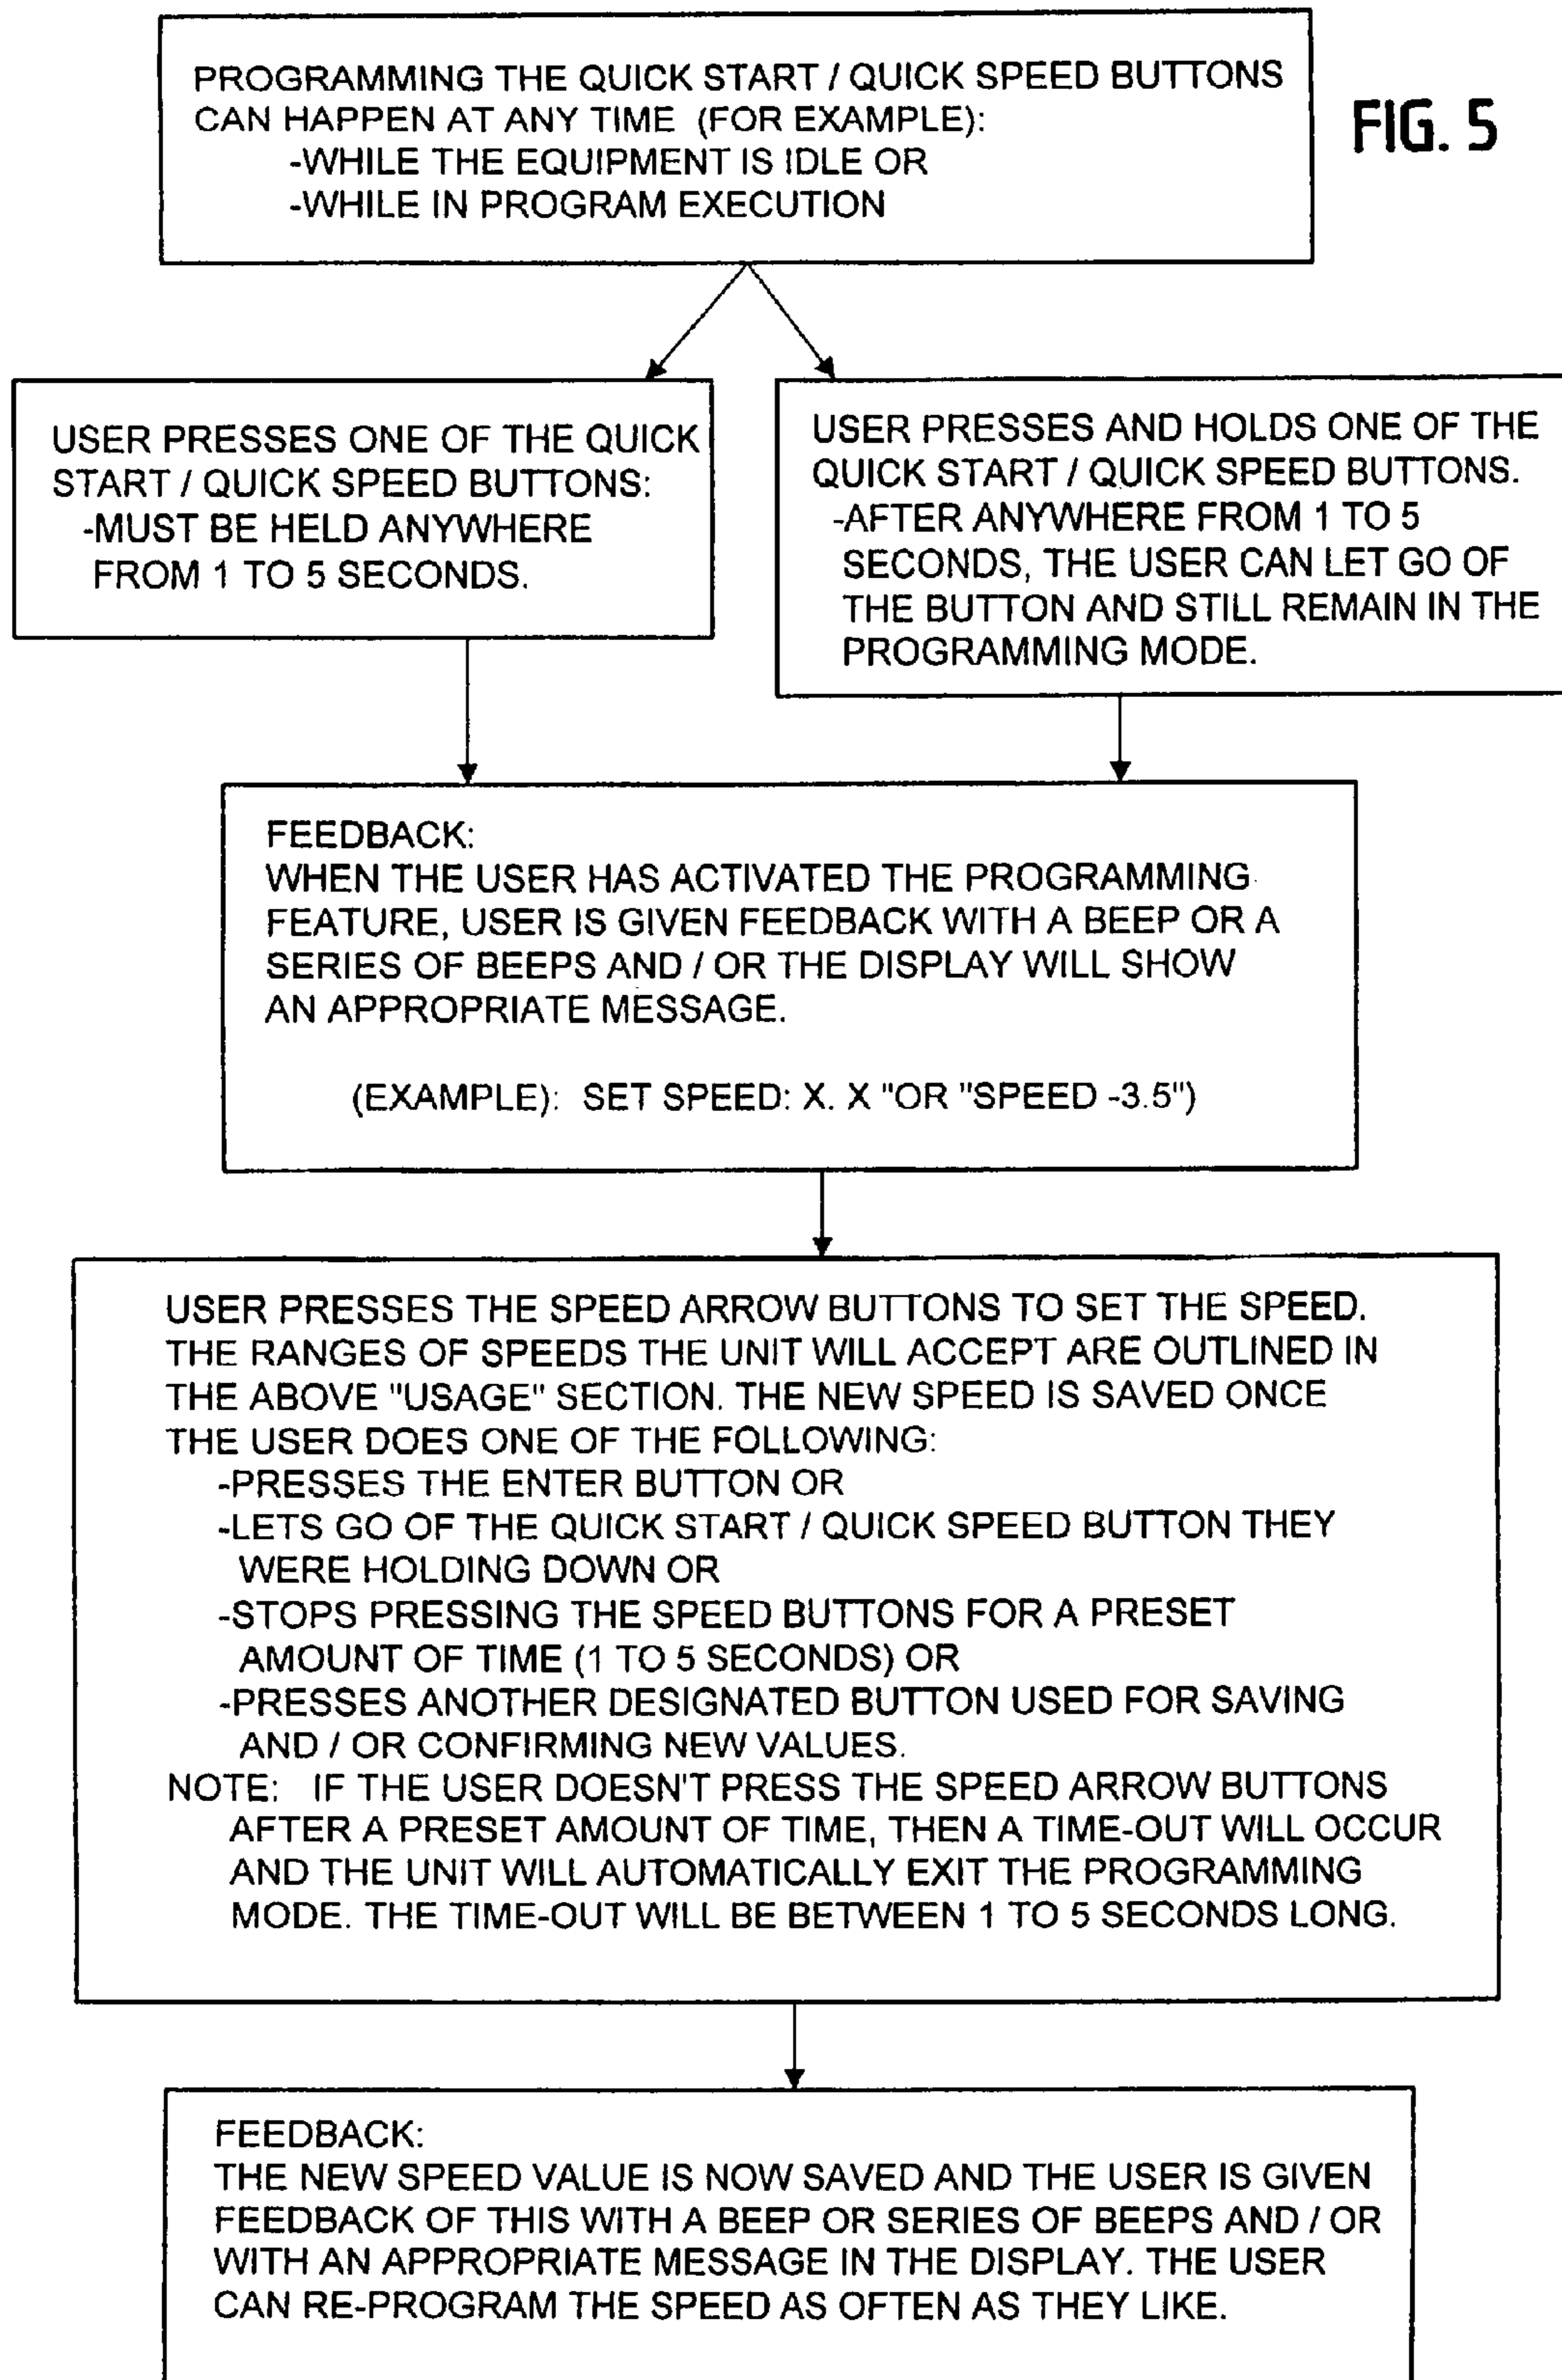 PROGRAMMING THE QUICK START / QUICK SPEED BUTTONS
CAN HAPPEN AT ANY TIME (FOR EXAMPLE):
-WHILE THE EQUIPMENT IS IDLE OR
-WHILE IN PROGRAM EXECUTION
FIG. 5
USER PRESSES ONE OF THE QUICK
START / QUICK SPEED BUTTONS:
-MUST BE HELD ANYWHERE
FROM 1 TO 5 SECONDS.
USER PRESSES AND HOLDS ONE OF THE
QUICK START / QUICK SPEED BUTTONS.
-AFTER ANYWHERE FROM 1 TO 5
SECONDS, THE USER CAN LET GO OF
THE BUTTON AND STILL REMAIN IN THE
PROGRAMMING MODE.
FEEDBACK:
WHEN THE USER HAS ACTIVATED THE PROGRAMMING
FEATURE, USER IS GIVEN FEEDBACK WITH A BEEP OR A
SERIES OF BEEPS AND / OR THE DISPLAY WILL SHOW
AN APPROPRIATE MESSAGE.
(EXAMPLE): SET SPEED: X. X "OR "SPEED -3.5")
USER PRESSES THE SPEED ARROW BUTTONS TO SET THE SPEED.
THE RANGES OF SPEEDS THE UNIT WILL ACCEPT ARE OUTLINED IN
THE ABOVE "USAGE" SECTION. THE NEW SPEED IS SAVED ONCE
THE USER DOES ONE OF THE FOLLOWING:
-PRESSES THE ENTER BUTTON OR
-LETS GO OF THE QUICK START / QUICK SPEED BUTTON THEY
WERE HOLDING DOWN OR
-STOPS PRESSING THE SPEED BUTTONS FOR A PRESET
AMOUNT OF TIME (1 TO 5 SECONDS) OR
-PRESSES ANOTHER DESIGNATED BUTTON USED FOR SAVING
AND / OR CONFIRMING NEW VALUES.
NOTE: IF THE USER DOESN'T PRESS THE SPEED ARROW BUTTONS
AFTER A PRESET AMOUNT OF TIME, THEN A TIME-OUT WILL OCCUR
AND THE UNIT WILL AUTOMATICALLY EXIT THE PROGRAMMING
MODE. THE TIME-OUT WILL BE BETWEEN 1 TO 5 SECONDS LONG.
FEEDBACK:
THE NEW SPEED VALUE IS NOW SAVED AND THE USER IS GIVEN
FEEDBACK OF THIS WITH A BEEP OR SERIES OF BEEPS AND / OR
WITH AN APPROPRIATE MESSAGE IN THE DISPLAY. THE USER
CAN RE-PROGRAM THE SPEED AS OFTEN AS THEY LIKE.